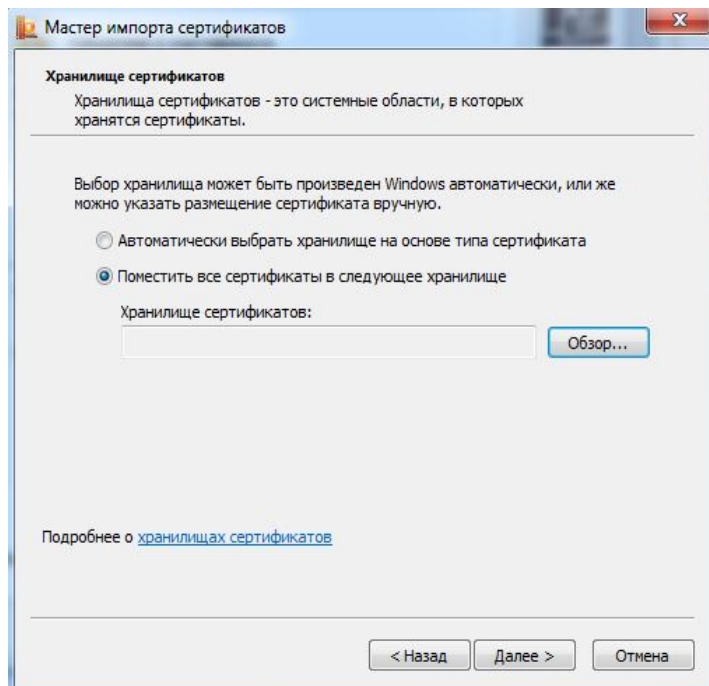 Мастер импорта сертификатов
Хранилище сертификатов
Хранилища сертификатов - это системные области, в которых
хранятся сертификаты.
Выбор хранилища может быть произведен Windows автоматически, или же
можно указать размещение сертификата вручную.
Автоматически выбрать хранилище на основе типа сертификата
Поместить все сертификаты в следующее хранилище
Хранилище сертификатов:
Обзор...
Подробнее о хранилищах сертификатов
< Назад
Далее >
Отмена